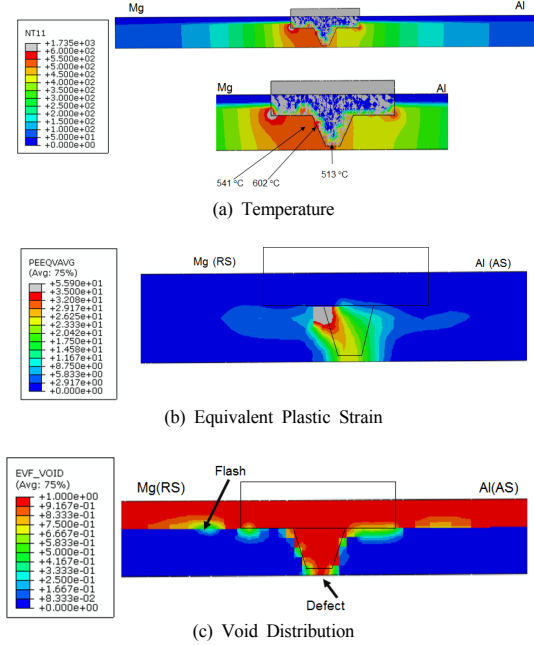 Mg
Al
NT11
+1.735e+03
+6.000e+02
+5.500e+02
+5.000e+02
+4.500e+02
+4.000e+02
+3.500e+02
+3.000e+02
+2.500e+02
+2.000e+02
+1.500e+02
+1.000e+02
+5.000e+01
+0.000e+00
Mg
Al
541 °C
602 °C
513 °C
(a) Temperature
PEEQVAVG
(Avg: 75%)
+5.590e+01
+3.500e+01
+3.208e+01
+2.917e+01
+2.625e+01
+2.333e+01
+2.042e+01
+1.750e+01
+1.458e+01
+1.167e+01
+8.750e+00
+5.833e+00
+2.917e+00
+0.000e+00
Mg (RS)
Al (AS)
(b) Equivalent Plastic Strain
EVF_VOID
(Avg: 75%)
+1.000e+00
+9.167e-01
+8.333e-01
+7.500e-01
+6.667e-01
+5.833e-01
+5.000e-01
+4.167e-01
+3.333e-01
+2.500e-01
+1.667e-01
+8.333e-02
+0.000e+00
Flash
Mg(RS)
Al(AS)
Defect
(c) Void Distribution